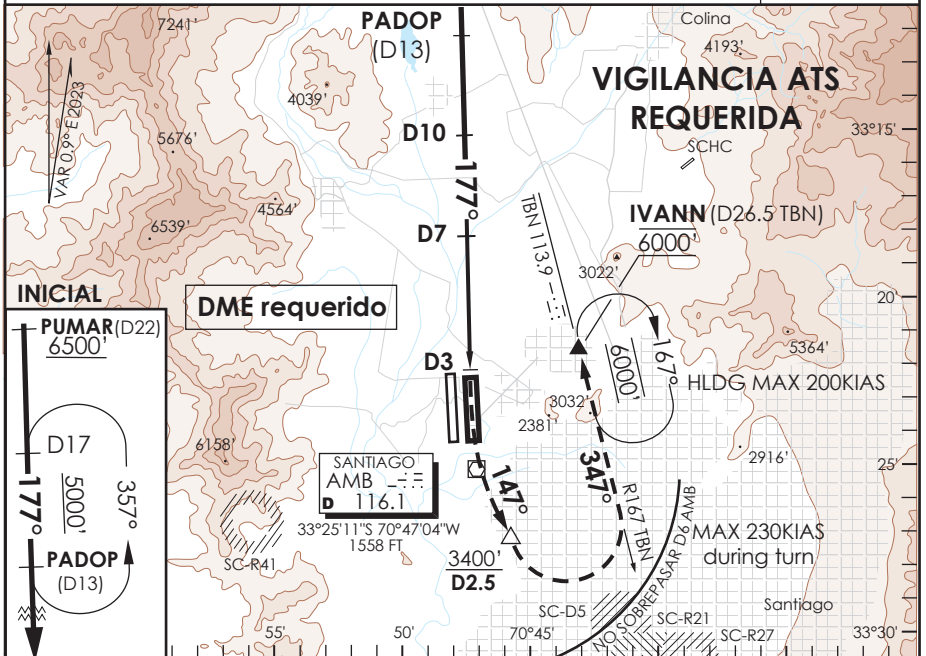 7241'
PADOP
(D13)
Colina
4193'
VIGILANCIA ATS
REQUERIDA
VAR 0.9° E 2023
4039'
D10
33°15'
SCHC
5676'
177°
4564'
TBN 113.9
IVANN (D26.5 TBN)
6000'
6539'
D7
3022'
INICIAL
DME requerido
20'
PUMAR (D22)
6500'
5364'
D3
6000'
167°
HLDG MAX 200KIAS
3032'
2381'
D17
6158'
2916'
SANTIAGO
AMB
D 116.1
33°25'11"S 70°47'04"W
1558 FT
25'
147°
347°
177°
5000'
357°
R167 TBN
MAX 230KIAS
during turn
PADOP
(D13)
SC-R41
3400'
D2.5
NO SOBREPASAR D6 AMB
SC-D5
Santiago
SC-R21
SC-R27
55'
50'
70°45'
33°30'